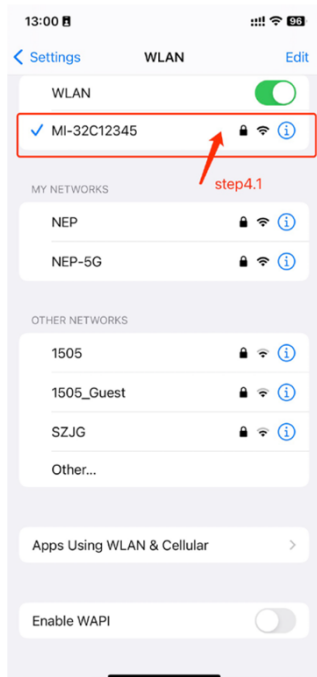 13:00 96
Settings WLAN Edit
WLAN
MI-32C12345
step4.1
MY NETWORKS
NEP
NEP-5G
OTHER NETWORKS
1505
1505_Guest
SZJG
Other...
Apps Using WLAN & Cellular
Enable WAPI